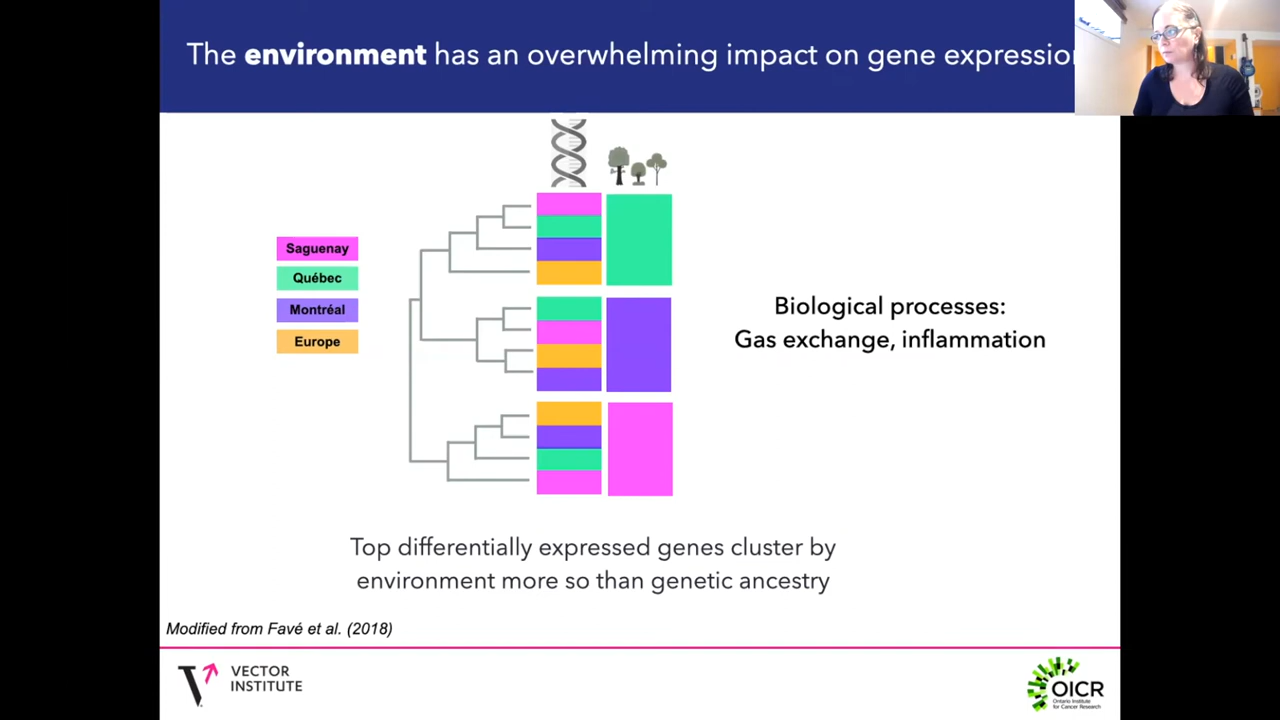 The environment has an overwhelming impact on gene expression
Saguenay
Québec
Montréal
Europe
Biological processes:
Gas exchange, inflammation
Top differentially expressed genes cluster by
environment more so than genetic ancestry
Modified from Favé et al. (2018)
VECTOR
INSTITUTE
OICR
Ontario Institute
for Cancer Research